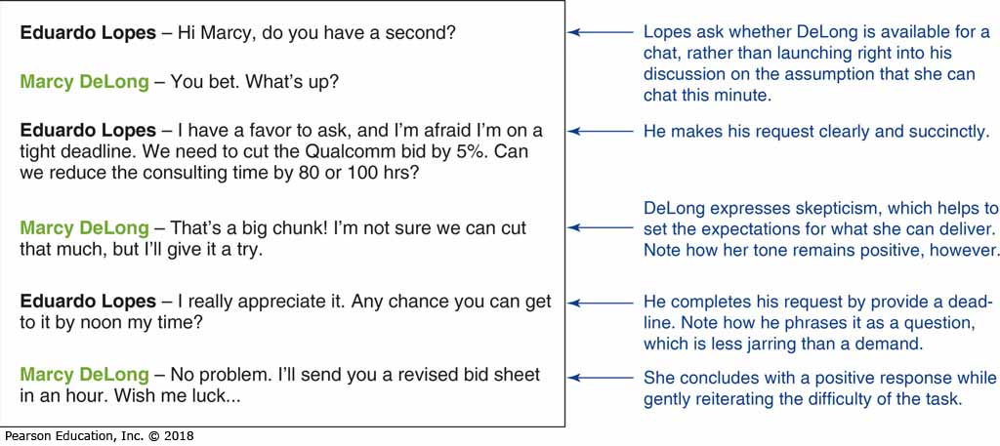 Eduardo Lopes – Hi Marcy, do you have a second?
Lopes ask whether DeLong is available for a
chat, rather than launching right into his
discussion on the assumption that she can
chat this minute.
Marcy DeLong – You bet. What’s up?
Eduardo Lopes – I have a favor to ask, and I’m afraid I’m on a
tight deadline. We need to cut the Qualcomm bid by 5%. Can
we reduce the consulting time by 80 or 100 hrs?
He makes his request clearly and succinctly.
Marcy DeLong – That’s a big chunk! I’m not sure we can cut
that much, but I’ll give it a try.
DeLong expresses skepticism, which helps to
set the expectations for what she can deliver.
Note how her tone remains positive, however.
Eduardo Lopes – I really appreciate it. Any chance you can get
to it by noon my time?
He completes his request by provide a dead-
line. Note how he phrases it as a question,
which is less jarring than a demand.
Marcy DeLong – No problem. I’ll send you a revised bid sheet
in an hour. Wish me luck...
She concludes with a positive response while
gently reiterating the difficulty of the task.
Pearson Education, Inc. © 2018